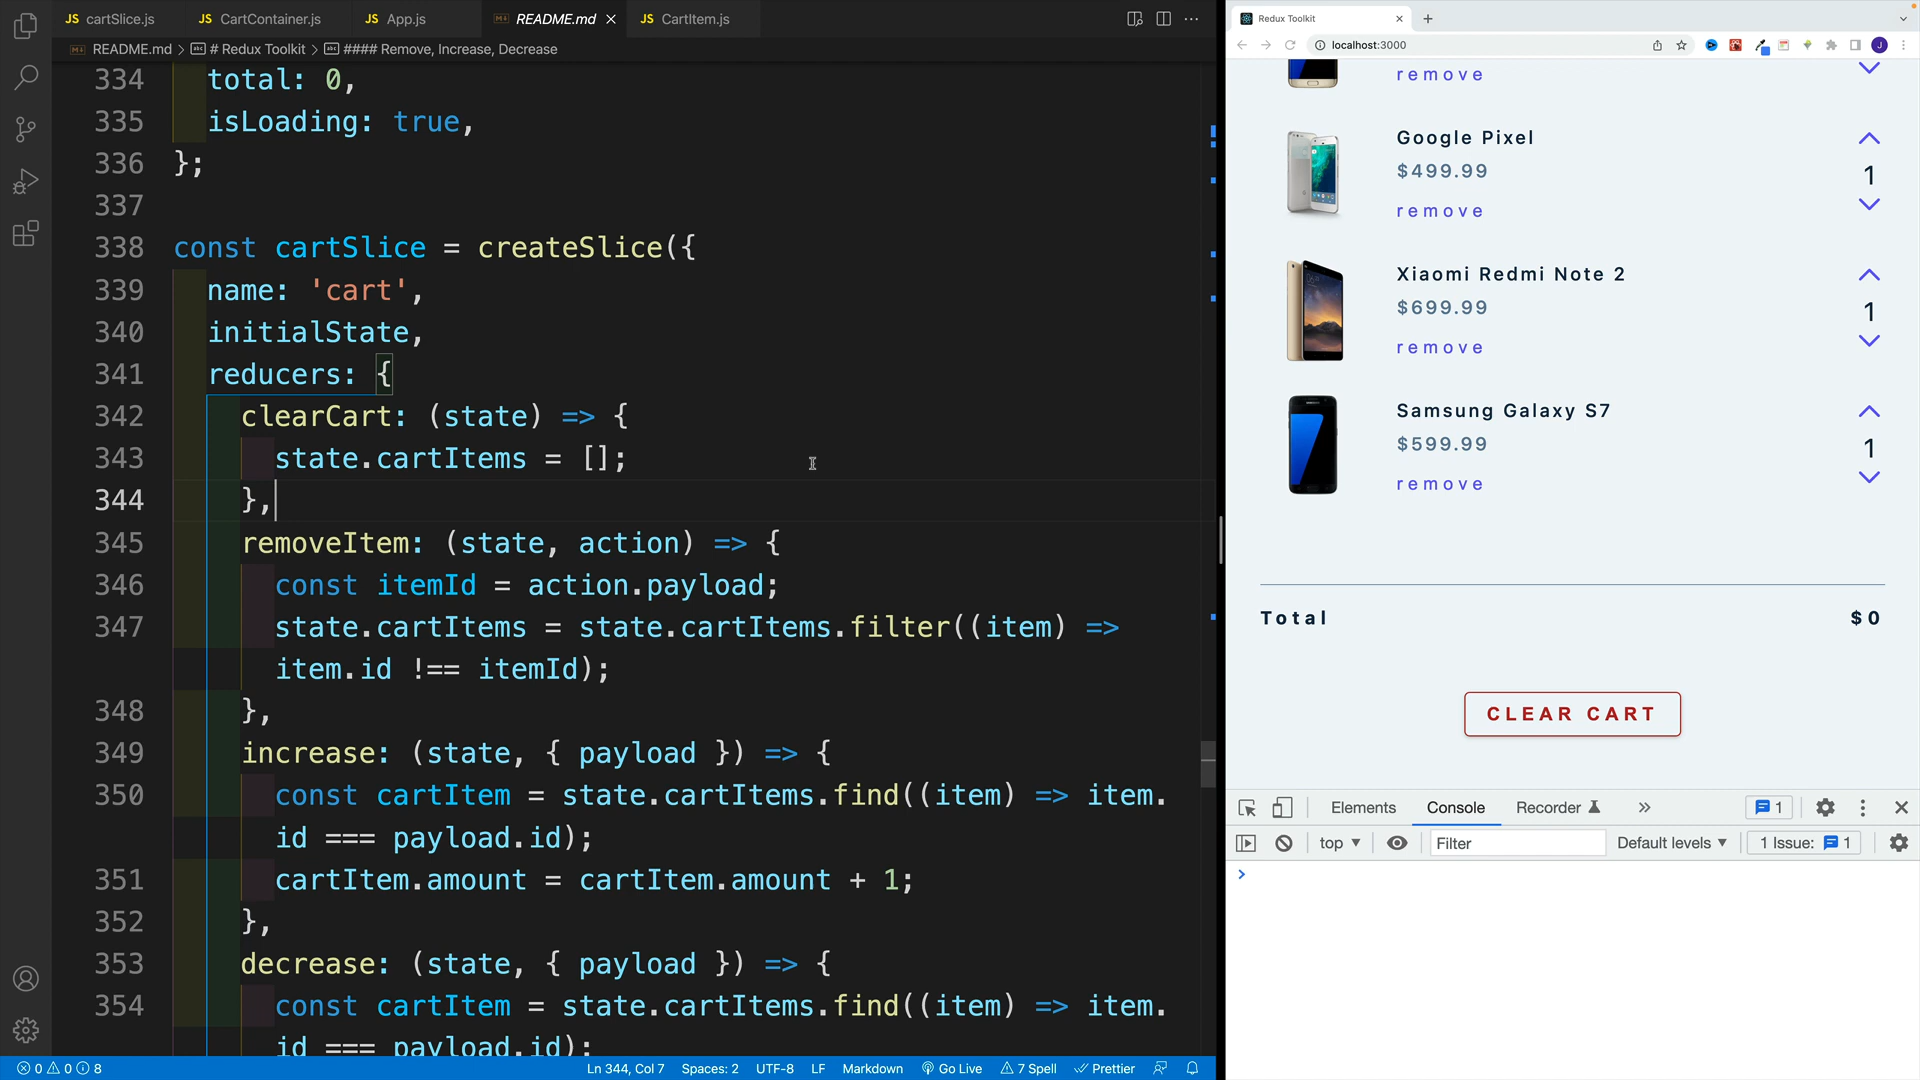 JS cartSlice.js
JS CartContainer.js
JS App.js
README.md
JS CartItem.js
README.md > # Redux Toolkit > #### Remove, Increase, Decrease
334 total: 0,
335 isLoading: true,
336 };
337
338 const cartSlice = createSlice({
339 name: 'cart',
340 initialState,
341 reducers: {
342 clearCart: (state) => {
343 state.cartItems = [];
344 },
345 removeItem: (state, action) => {
346 const itemId = action.payload;
347 state.cartItems = state.cartItems.filter((item) =>
item.id !== itemId);
348 },
349 increase: (state, { payload }) => {
350 const cartItem = state.cartItems.find((item) => item.
id === payload.id);
351 cartItem.amount = cartItem.amount + 1;
352 },
353 decrease: (state, { payload }) => {
354 const cartItem = state.cartItems.find((item) => item.
id === payload.id);
0 0 8
Ln 344, Col 7
Spaces: 2
UTF-8
LF
Markdown
Go Live
7 Spell
Prettier
Redux Toolkit
localhost:3000
J
remove
Google Pixel
$499.99
remove
1
Xiaomi Redmi Note 2
$699.99
remove
1
Samsung Galaxy S7
$599.99
remove
1
Total $0
CLEAR CART
Elements
Console
Recorder
1
top
Filter
Default levels
1 Issue: 1